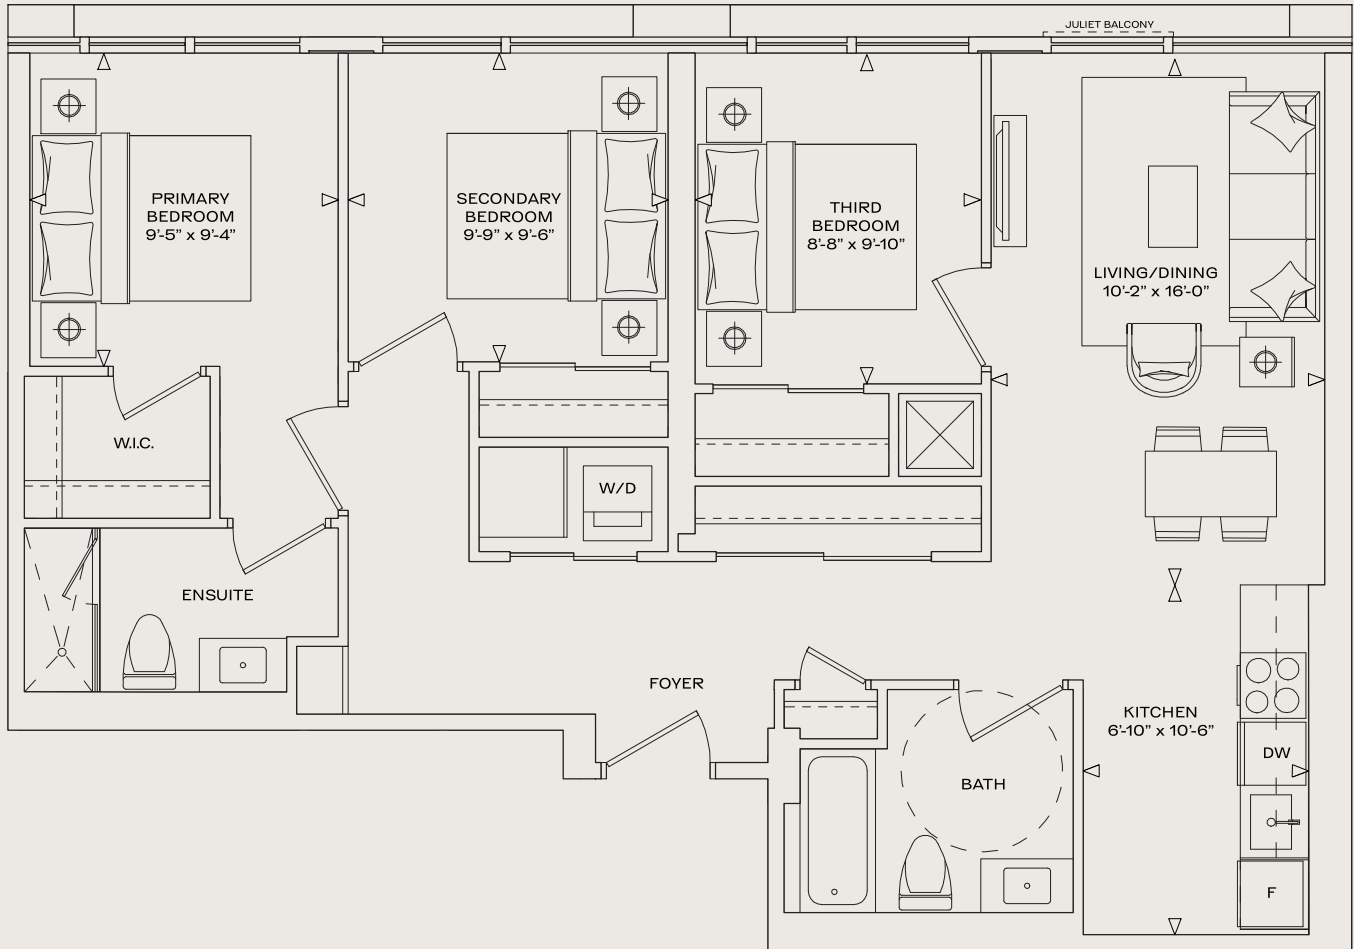 JULIET BALCONY
PRIMARY
BEDROOM
9'-5" x 9'-4"
SECONDARY
BEDROOM
9'-9" x 9'-6"
THIRD
BEDROOM
8'-8" x 9'-10"
LIVING/DINING
10'-2" x 16'-0"
W.I.C.
W/D
ENSUITE
FOYER
KITCHEN
6'-10" x 10'-6"
DW
BATH
F